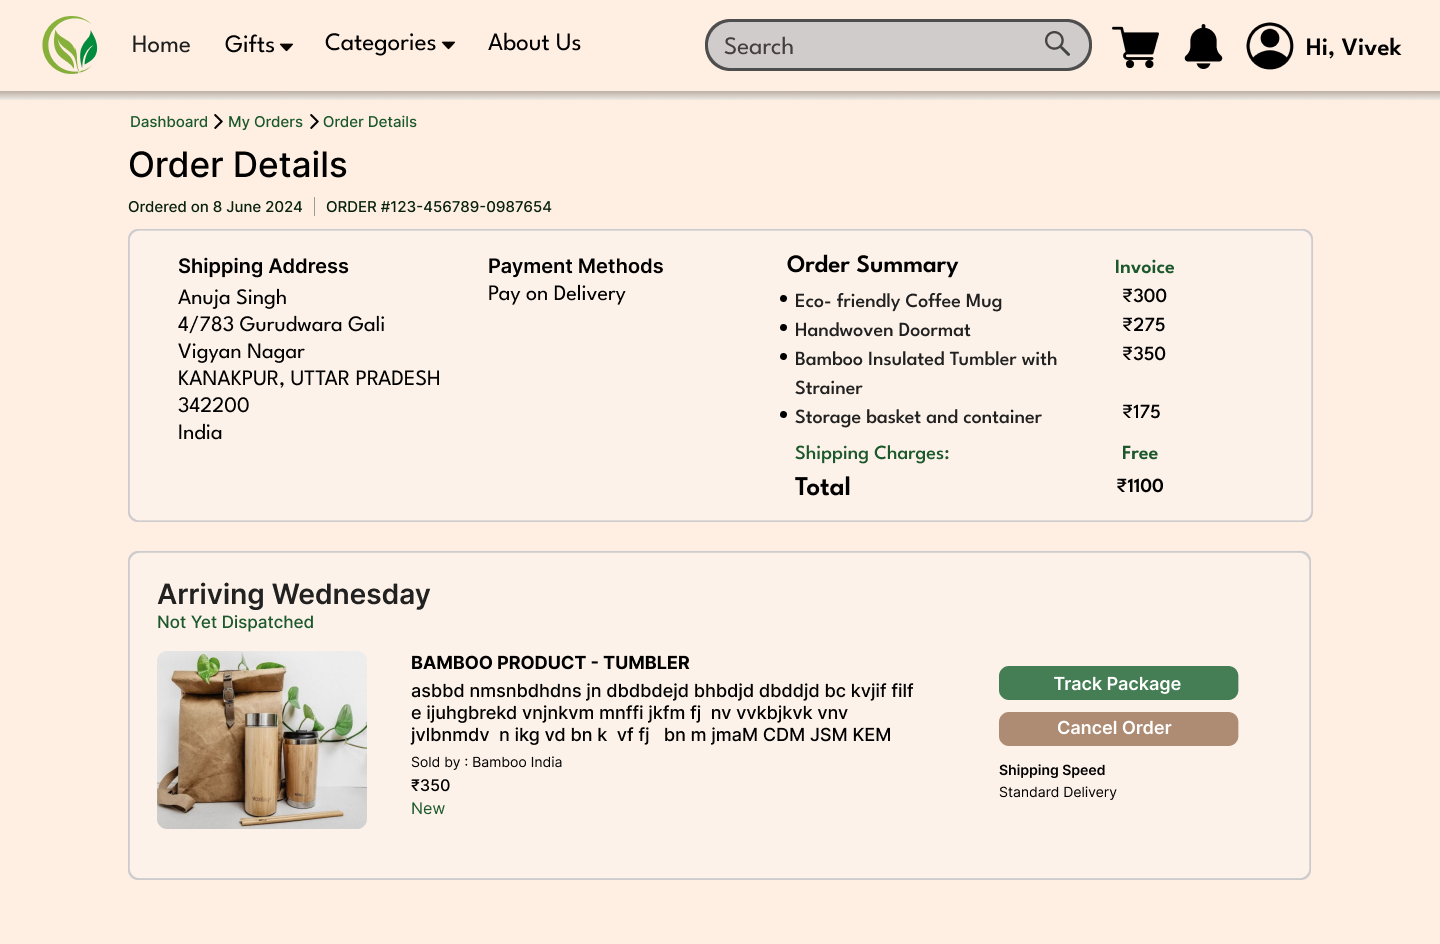 Home Gifts Categories About Us Search Hi, Vivek
Dashboard My Orders Order Details
Order Details
Ordered on 8 June 2024 ORDER #123-456789-0987654
Shipping Address
Anuja Singh
4/783 Gurudwara Gali
Vigyan Nagar
KANAKPUR, UTTAR PRADESH
342200
India
Payment Methods
Pay on Delivery
Order Summary Invoice
• Eco- friendly Coffee Mug ₹300
• Handwoven Doormat ₹275
• Bamboo Insulated Tumbler with ₹350
Strainer
• Storage basket and container ₹175
Shipping Charges: Free
Total ₹1100
Arriving Wednesday
Not Yet Dispatched
BAMBOO PRODUCT - TUMBLER
asbbd nmsnbdhdns jn dbdbdejd bhbdjd dbddjd bc kvjif filf
e ijuhgbrekd vnjnkvm mnffi jkfm fj  nv vvkbjkvk vnv
jvlbnmdv  n ikg vd bn k  vf fj   bn m jmaM CDM JSM KEM
Sold by : Bamboo India
₹350
New
Track Package
Cancel Order
Shipping Speed
Standard Delivery